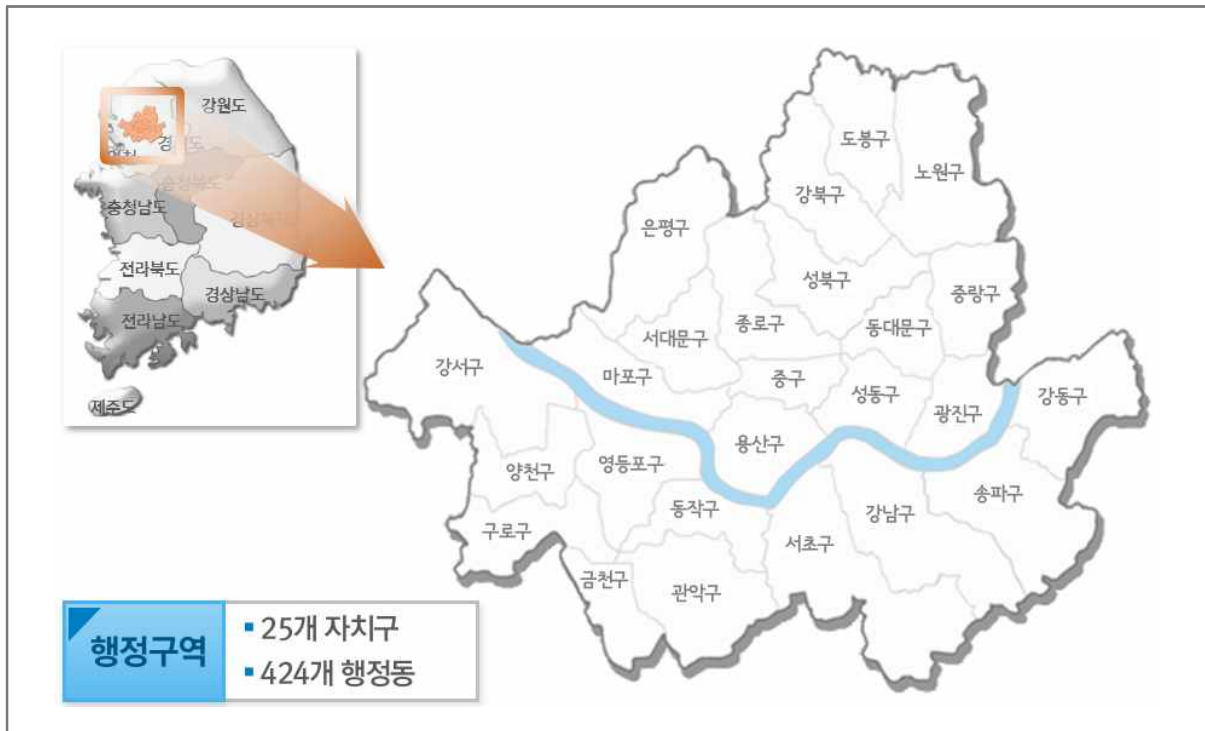 강원도
충청남도
전라북도
경상남도
전라남도
제주도
도봉구
노원구
강북구
은평구
성북구
중랑구
동대문구
종로구
서대문구
강서구
마포구
중구
성동구
광진구
강동구
용산구
양천구
영등포구
송파구
동작구
강남구
구로구
서초구
금천구
관악구
행정구역
▪ 25개 자치구
▪ 424개 행정동